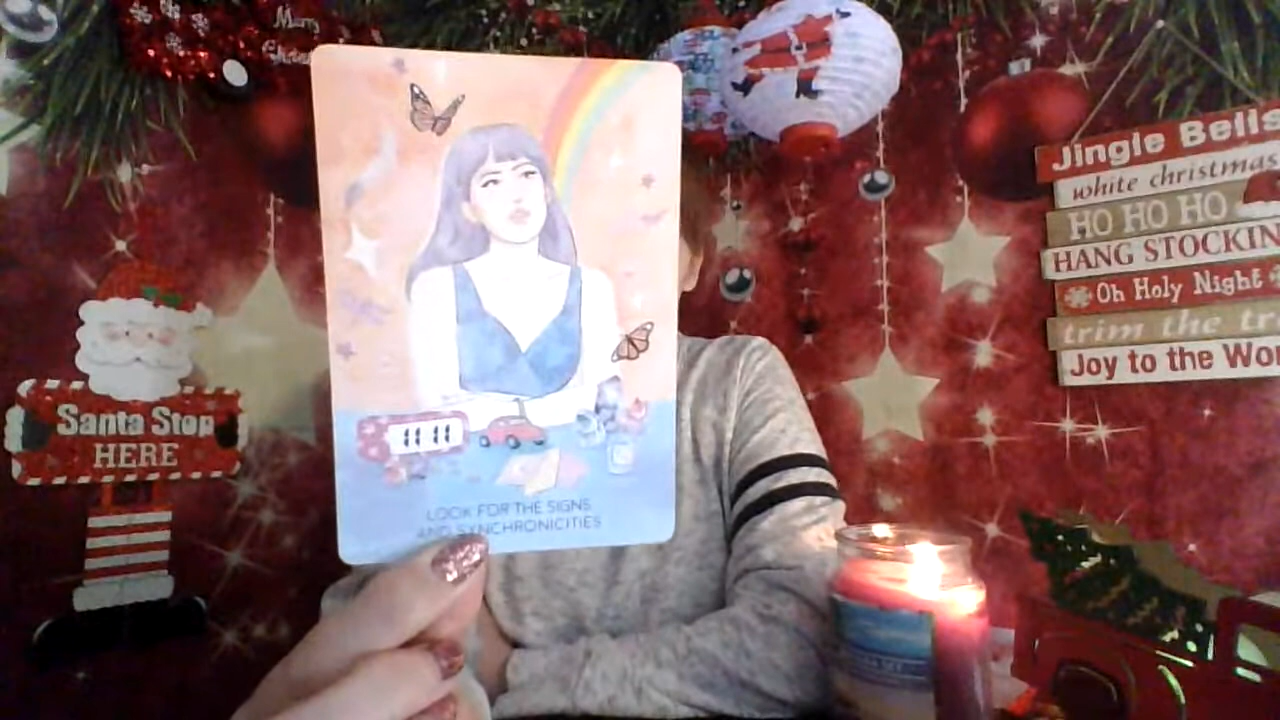 Merry
Santa Stop
HERE
11:11
LOOK FOR THE SIGNS
AND SYNCHRONICITIES
Jingle Bells
white christmas
HO HO HO
HANG STOCKIN
Oh Holy Night
trim the tr
Joy to the Wor